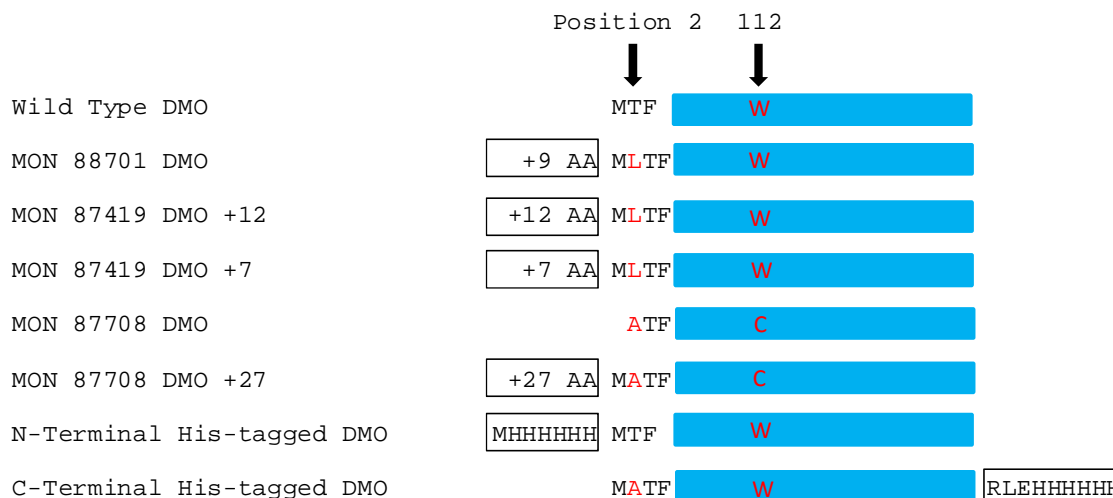 Position 2 112
Wild Type DMO MTF W
MON 88701 DMO +9 AA MLTF W
MON 87419 DMO +12 +12 AA MLTF W
MON 87419 DMO +7 +7 AA MLTF W
MON 87708 DMO ATF C
MON 87708 DMO +27 +27 AA MATF C
N-Terminal His-tagged DMO MHHHHHH MTF W
C-Terminal His-tagged DMO MATF W RLEHHHHHH